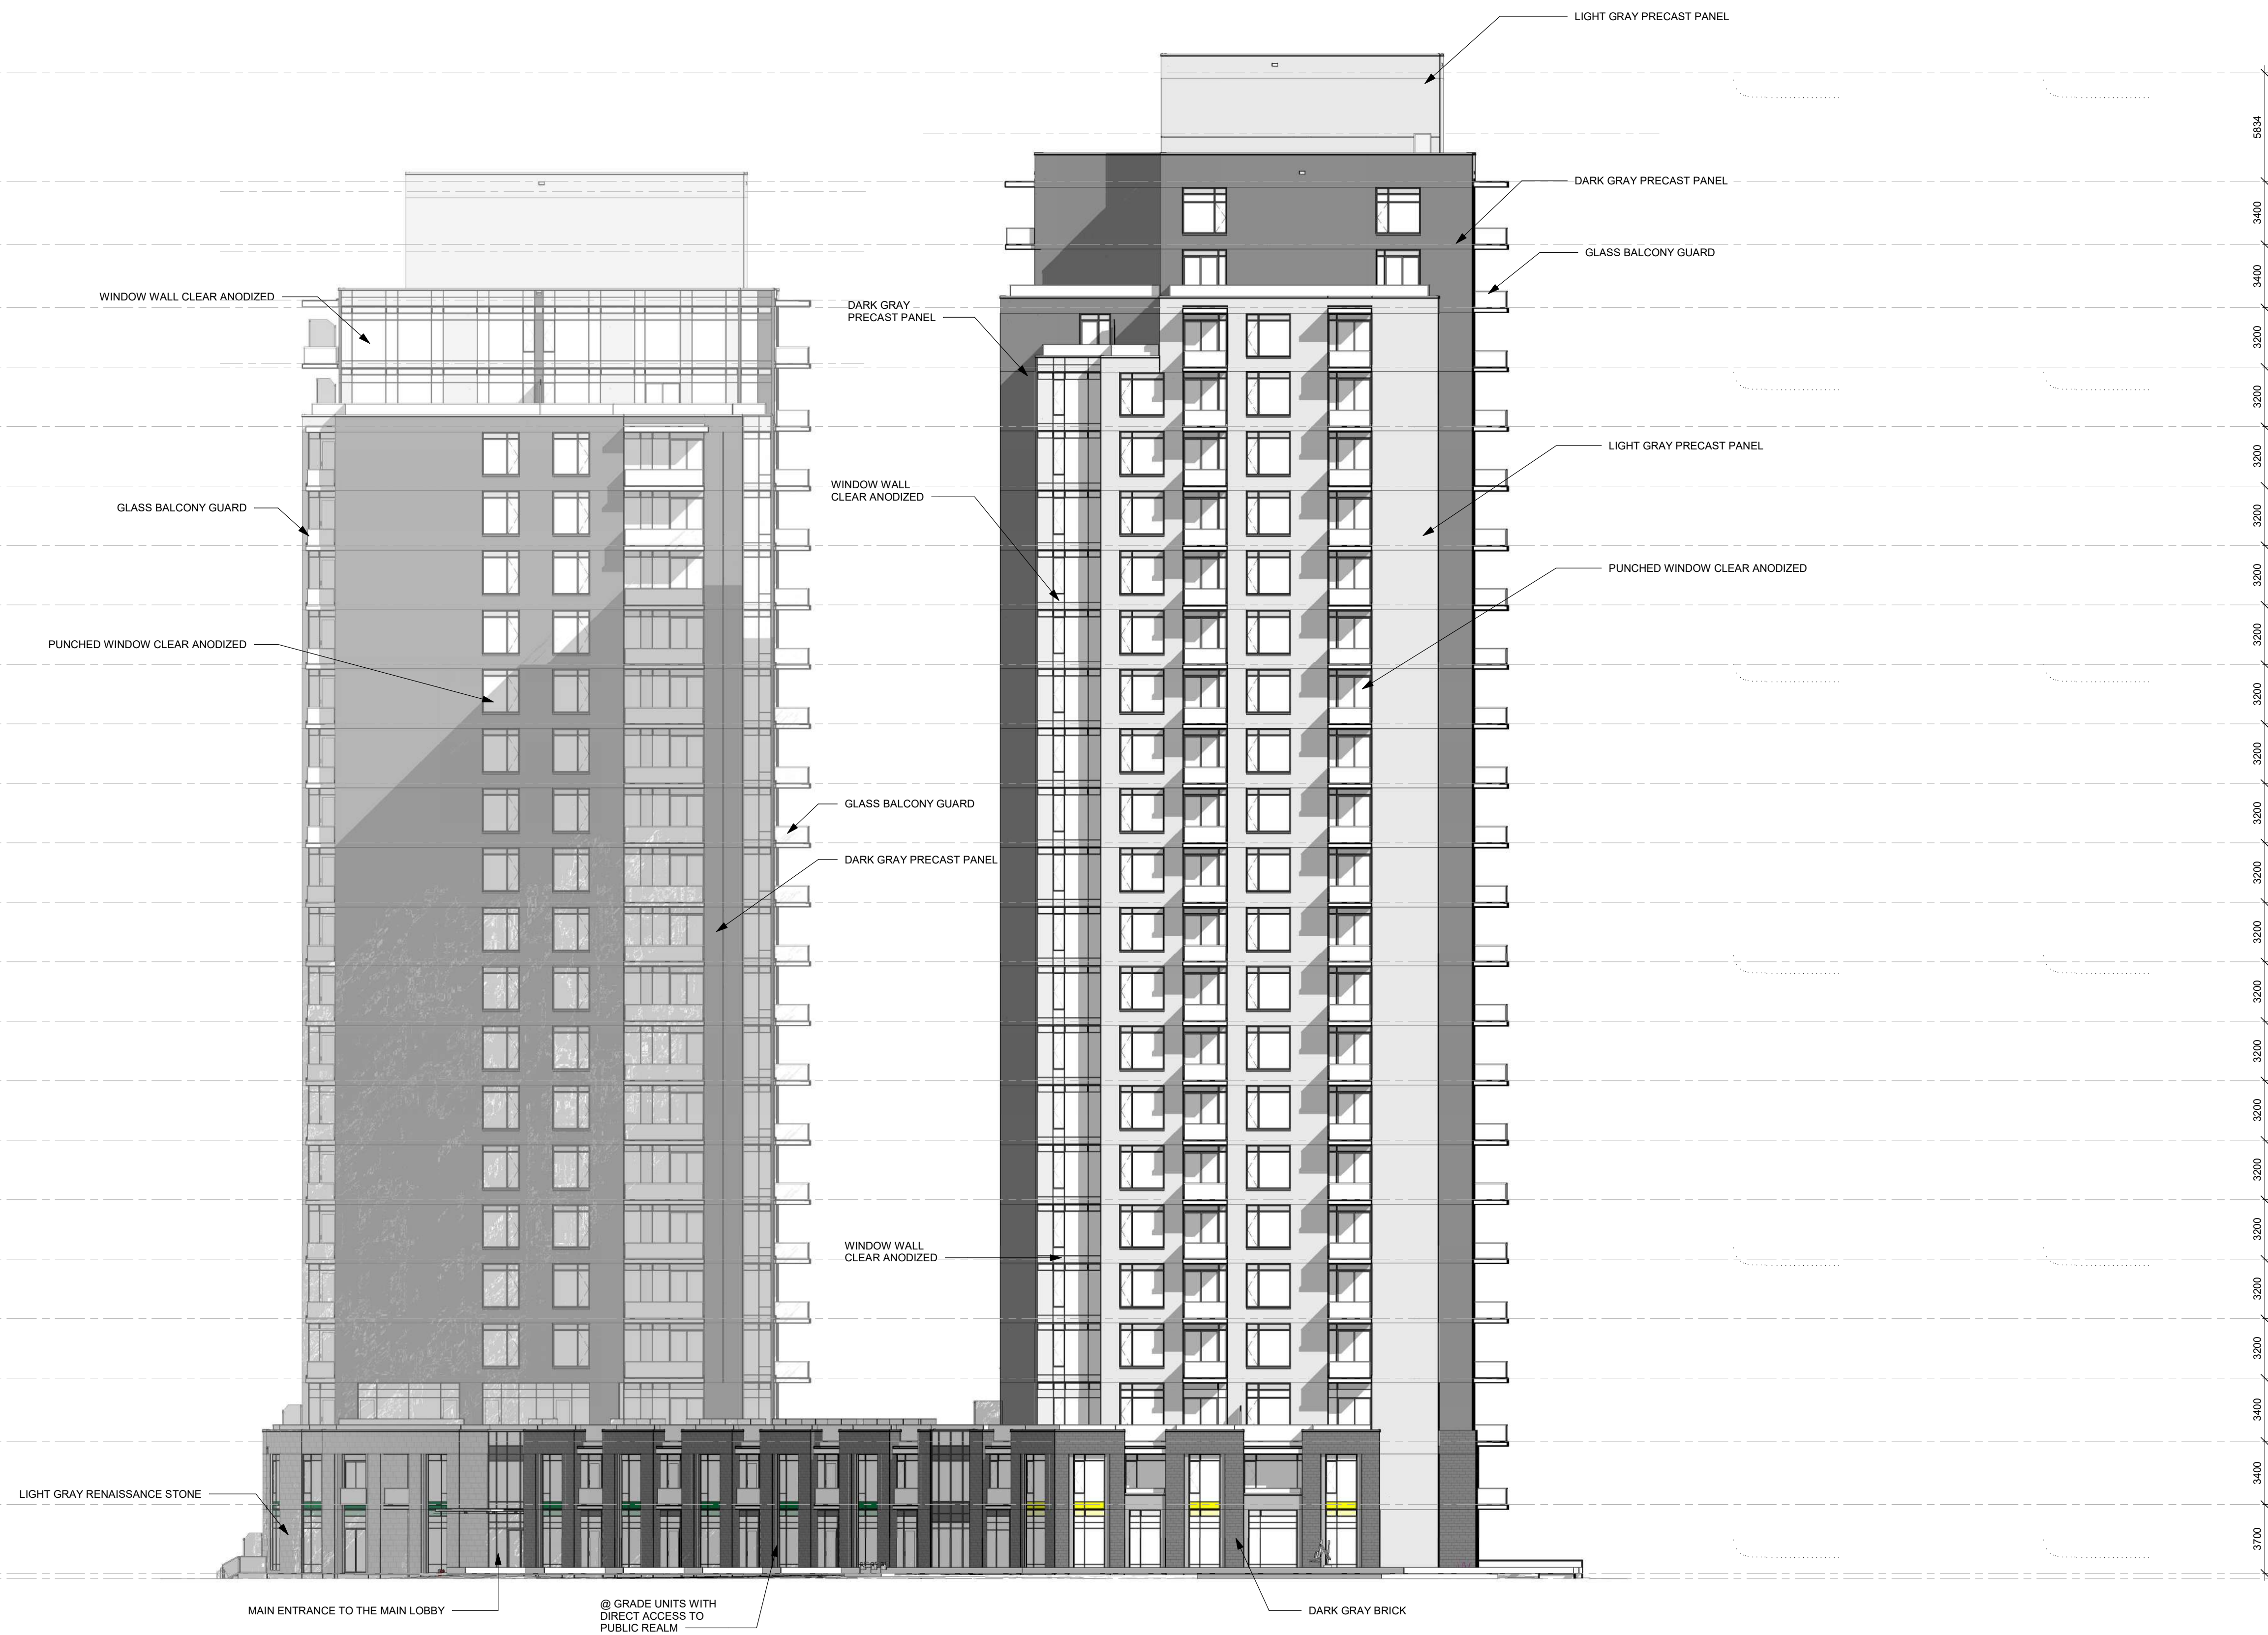 LIGHT GRAY PRECAST PANEL
5834
DARK GRAY PRECAST PANEL
3400
GLASS BALCONY GUARD
3400
WINDOW WALL CLEAR ANODIZED
DARK GRAY
PRECAST PANEL
3200
3200
LIGHT GRAY PRECAST PANEL
3200
WINDOW WALL
CLEAR ANODIZED
GLASS BALCONY GUARD
3200
PUNCHED WINDOW CLEAR ANODIZED
3200
PUNCHED WINDOW CLEAR ANODIZED
3200
3200
3200
GLASS BALCONY GUARD
3200
DARK GRAY PRECAST PANEL
3200
3200
3200
3200
3200
3200
3200
WINDOW WALL
CLEAR ANODIZED
3200
3200
3400
3400
LIGHT GRAY RENAISSANCE STONE
3700
MAIN ENTRANCE TO THE MAIN LOBBY
@ GRADE UNITS WITH
DIRECT ACCESS TO
PUBLIC REALM
DARK GRAY BRICK